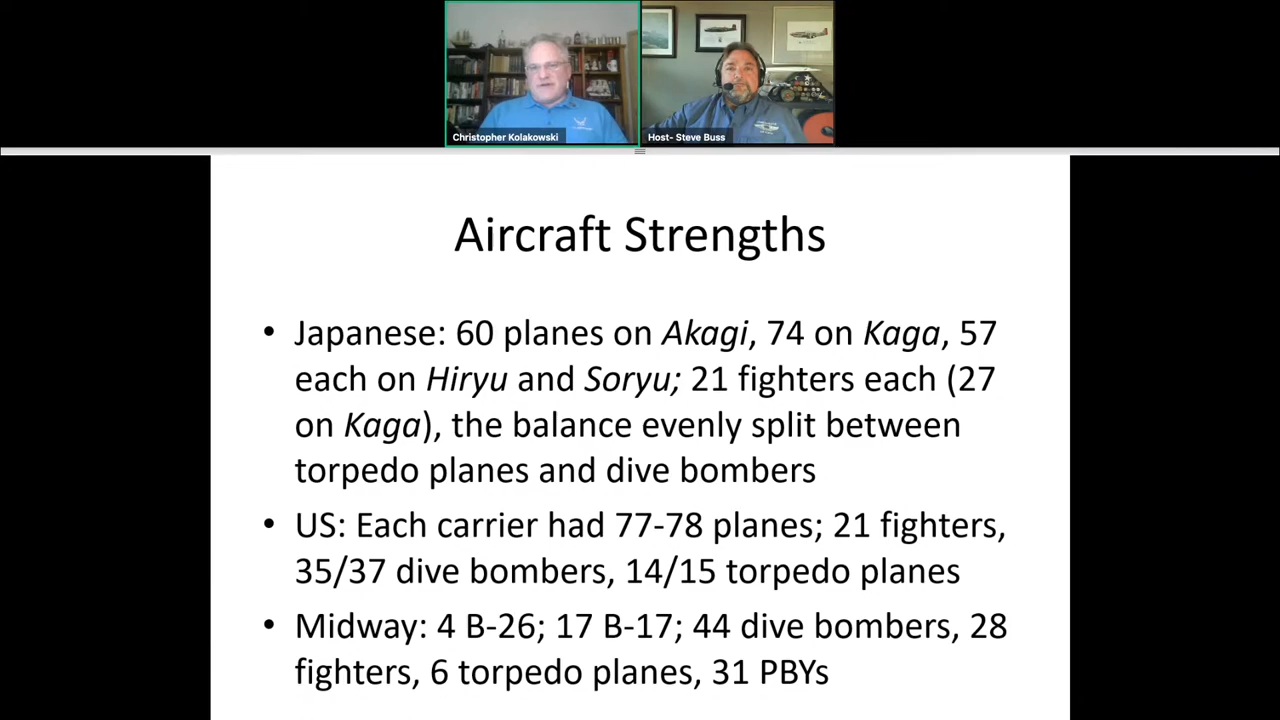 Christopher Kolakowski
Host- Steve Buss
Aircraft Strengths
• Japanese: 60 planes on Akagi, 74 on Kaga, 57
each on Hiryu and Soryu; 21 fighters each (27
on Kaga), the balance evenly split between
torpedo planes and dive bombers
• US: Each carrier had 77-78 planes; 21 fighters,
35/37 dive bombers, 14/15 torpedo planes
• Midway: 4 B-26; 17 B-17; 44 dive bombers, 28
fighters, 6 torpedo planes, 31 PBYs